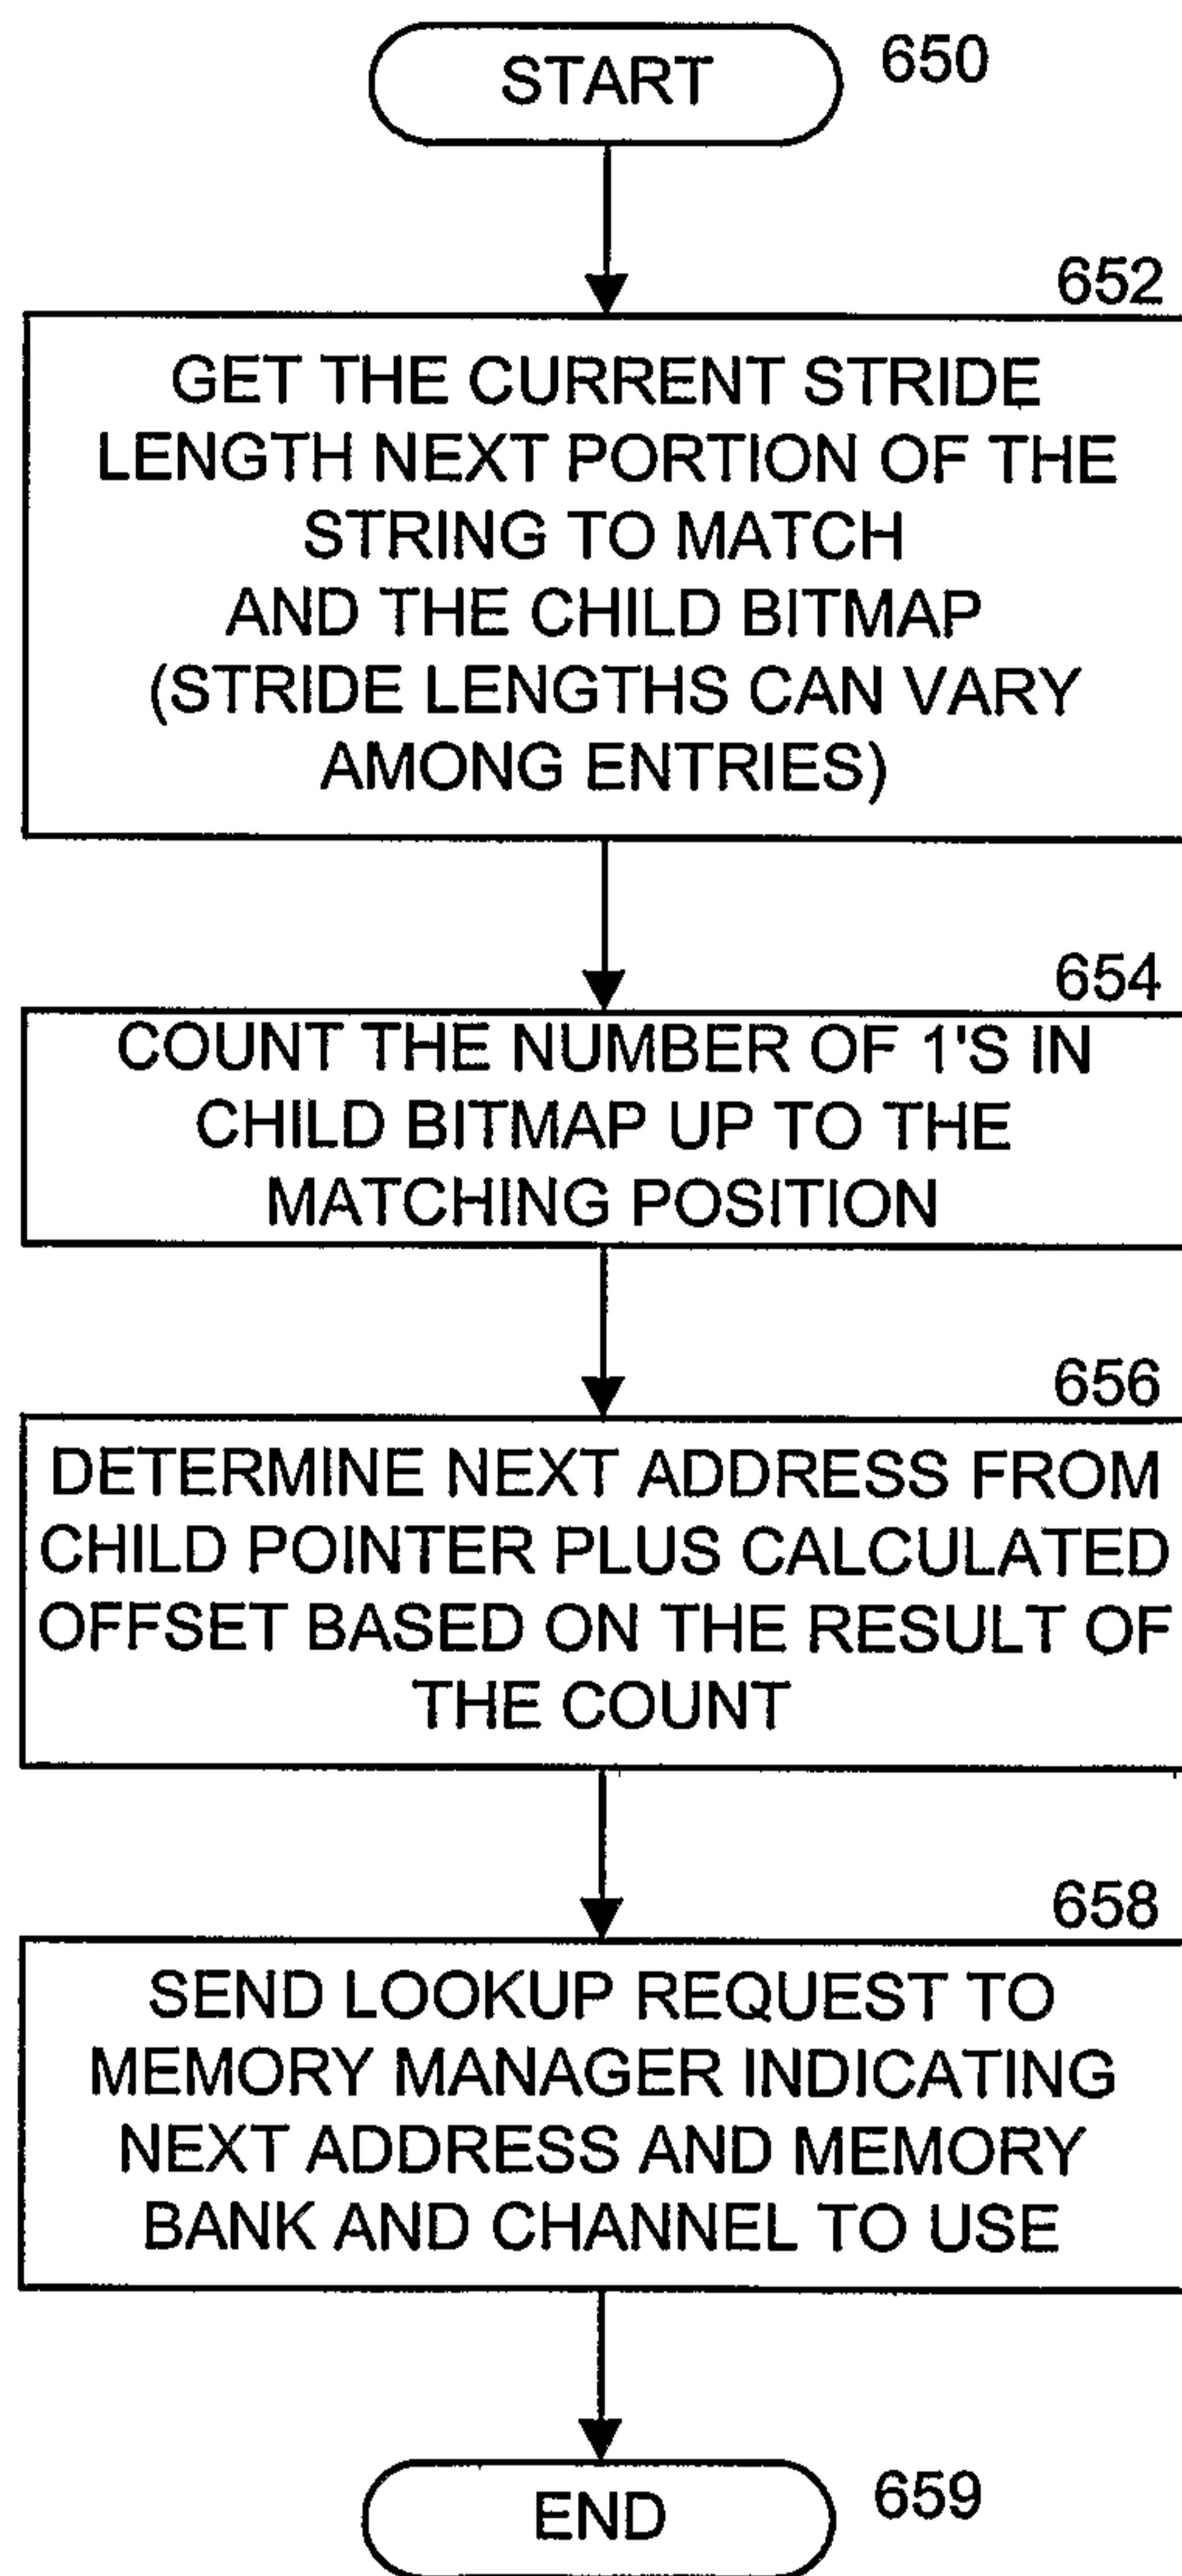 START
650
652
GET THE CURRENT STRIDE
LENGTH NEXT PORTION OF THE
STRING TO MATCH
AND THE CHILD BITMAP
(STRIDE LENGTHS CAN VARY
AMONG ENTRIES)
654
COUNT THE NUMBER OF 1'S IN
CHILD BITMAP UP TO THE
MATCHING POSITION
656
DETERMINE NEXT ADDRESS FROM
CHILD POINTER PLUS CALCULATED
OFFSET BASED ON THE RESULT OF
THE COUNT
658
SEND LOOKUP REQUEST TO
MEMORY MANAGER INDICATING
NEXT ADDRESS AND MEMORY
BANK AND CHANNEL TO USE
END
659